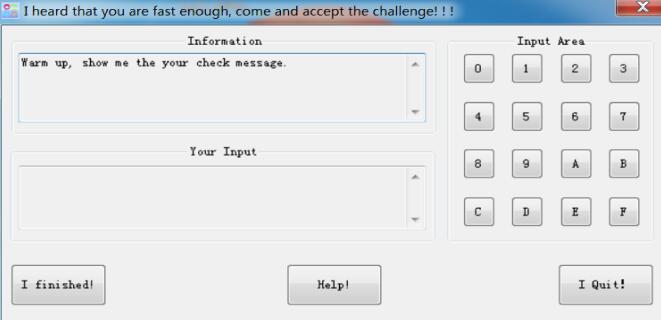 I heard that you are fast enough, come and accept the challenge!!!
Information
Warm up, show me the your check message.
Your Input
Input Area
0 1 2 3
4 5 6 7
8 9 A B
C D E F
I finished!
Help!
I Quit!